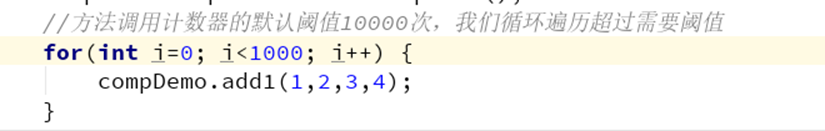 //方法调用计数器的默认阈值10000次，我们循环遍历超过需要阈值
for(int i=0; i<1000; i++) {
compDemo.add1(1,2,3,4);
}